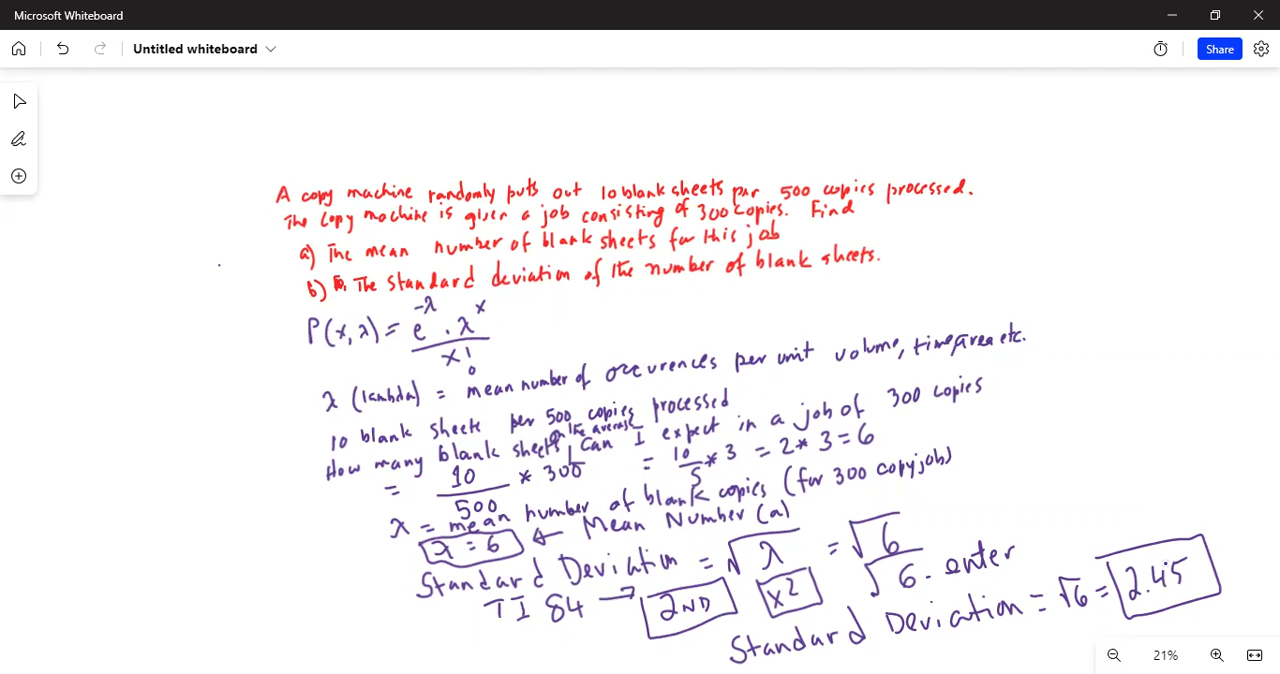 Microsoft Whiteboard
Untitled whiteboard
Share
A copy machine randomly puts out 10 blank sheets per 500 copies processed.
The copy machine is given a job consisting of 300 copies. Find
a) The mean number of blank sheets for this job
b) The standard deviation of the number of blank sheets.
P(x, λ) = e^-λ . λ^x / x!
λ (lambda) = mean number of occurences per unit volume, time, area etc.
10 blank sheets per 500 copies processed
How many blank sheets on the average can I expect in a job of 300 copies
= 10/500 * 300 = 10/5 * 3 = 2 * 3 = 6
λ = mean number of blank copies (for 300 copy job)
λ = 6 ← Mean Number (a)
Standard Deviation = √λ = √6
TI 84 → 2ND x² √6. enter
Standard Deviation = √6 = 2.45
21%